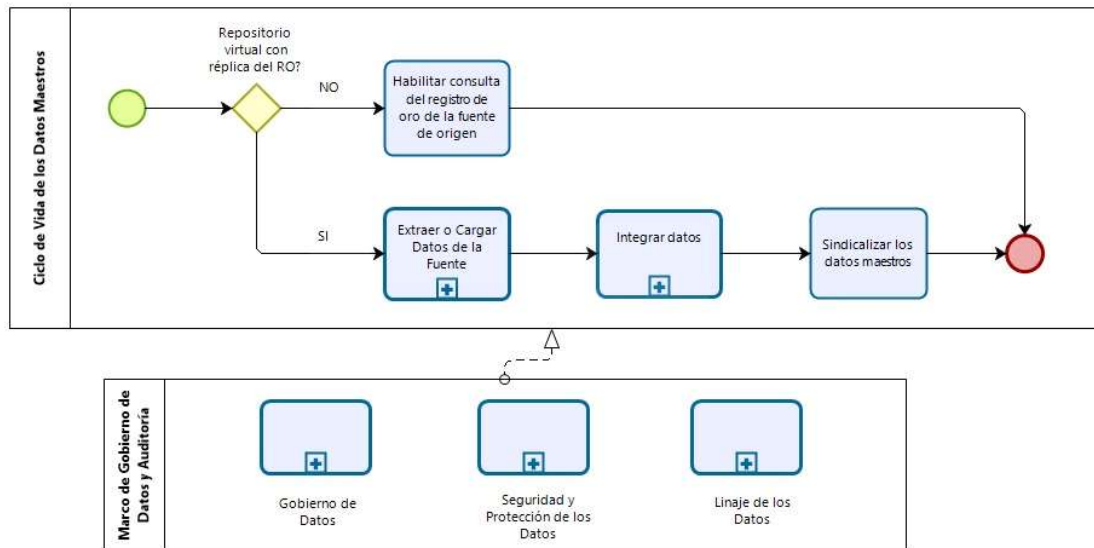 Ciclo de Vida de los Datos Maestros
Repositorio
virtual con
réplica del RO?
NO
Habilitar consulta
del registro de
oro de la fuente
de origen
SI
Extraer o Cargar
Datos de la
Fuente
Integrar datos
Sindicalizar los
datos maestros
Marco de Gobierno de
Datos y Auditoría
Gobierno de
Datos
Seguridad y
Protección de los
Datos
Linaje de los
Datos